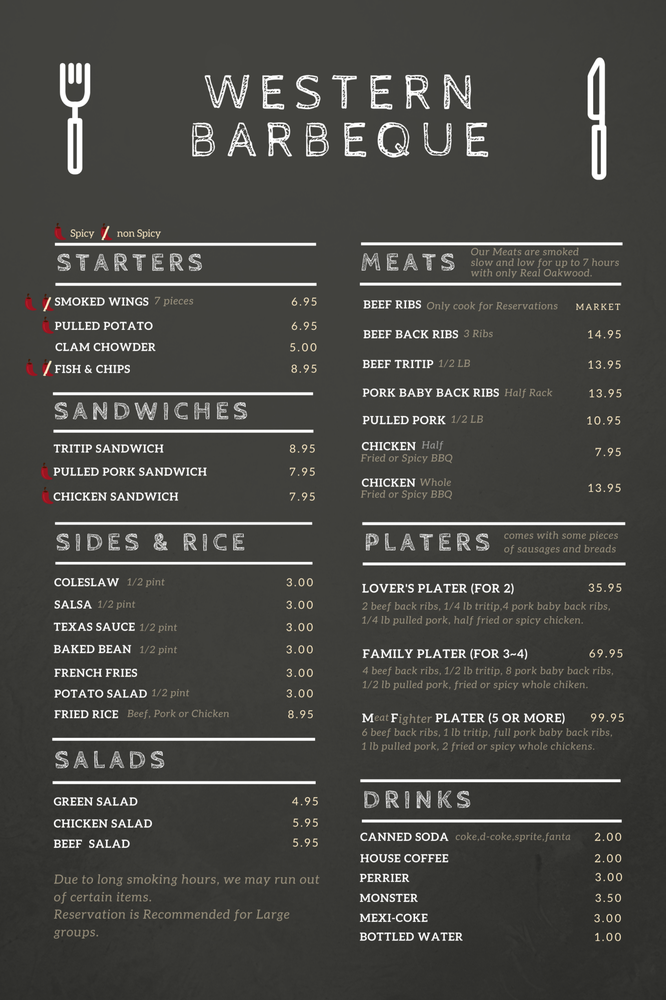 WESTERN
BARBEQUE
Spicy non Spicy
STARTERS
SMOKED WINGS 7 pieces 6.95
PULLED POTATO 6.95
CLAM CHOWDER 5.00
FISH & CHIPS 8.95
SANDWICHES
TRITIP SANDWICH 8.95
PULLED PORK SANDWICH 7.95
CHICKEN SANDWICH 7.95
SIDES & RICE
COLESLAW 1/2 pint 3.00
SALSA 1/2 pint 3.00
TEXAS SAUCE 1/2 pint 3.00
BAKED BEAN 1/2 pint 3.00
FRENCH FRIES 3.00
POTATO SALAD 1/2 pint 3.00
FRIED RICE Beef, Pork or Chicken 8.95
SALADS
GREEN SALAD 4.95
CHICKEN SALAD 5.95
BEEF SALAD 5.95
Due to long smoking hours, we may run out
of certain items.
Reservation is Recommended for Large
groups.
MEATS
Our Meats are smoked
slow and low for up to 7 hours
with only Real Oakwood.
BEEF RIBS Only cook for Reservations MARKET
BEEF BACK RIBS 3 Ribs 14.95
BEEF TRITIP 1/2 LB 13.95
PORK BABY BACK RIBS Half Rack 13.95
PULLED PORK 1/2 LB 10.95
CHICKEN Half 7.95
Fried or Spicy BBQ
CHICKEN Whole 13.95
Fried or Spicy BBQ
PLATERS
comes with some pieces
of sausages and breads
LOVER'S PLATER (FOR 2) 35.95
2 beef back ribs, 1/4 lb tritip,4 pork baby back ribs,
1/4 lb pulled pork, half fried or spicy chicken.
FAMILY PLATER (FOR 3~4) 69.95
4 beef back ribs, 1/2 lb tritip, 8 pork baby back ribs,
1/2 lb pulled pork, fried or spicy whole chiken.
MeatFighter PLATER (5 OR MORE) 99.95
6 beef back ribs, 1 lb tritip, full pork baby back ribs,
1 lb pulled pork, 2 fried or spicy whole chickens.
DRINKS
CANNED SODA coke,d-coke,sprite,fanta 2.00
HOUSE COFFEE 2.00
PERRIER 3.00
MONSTER 3.50
MEXI-COKE 3.00
BOTTLED WATER 1.00